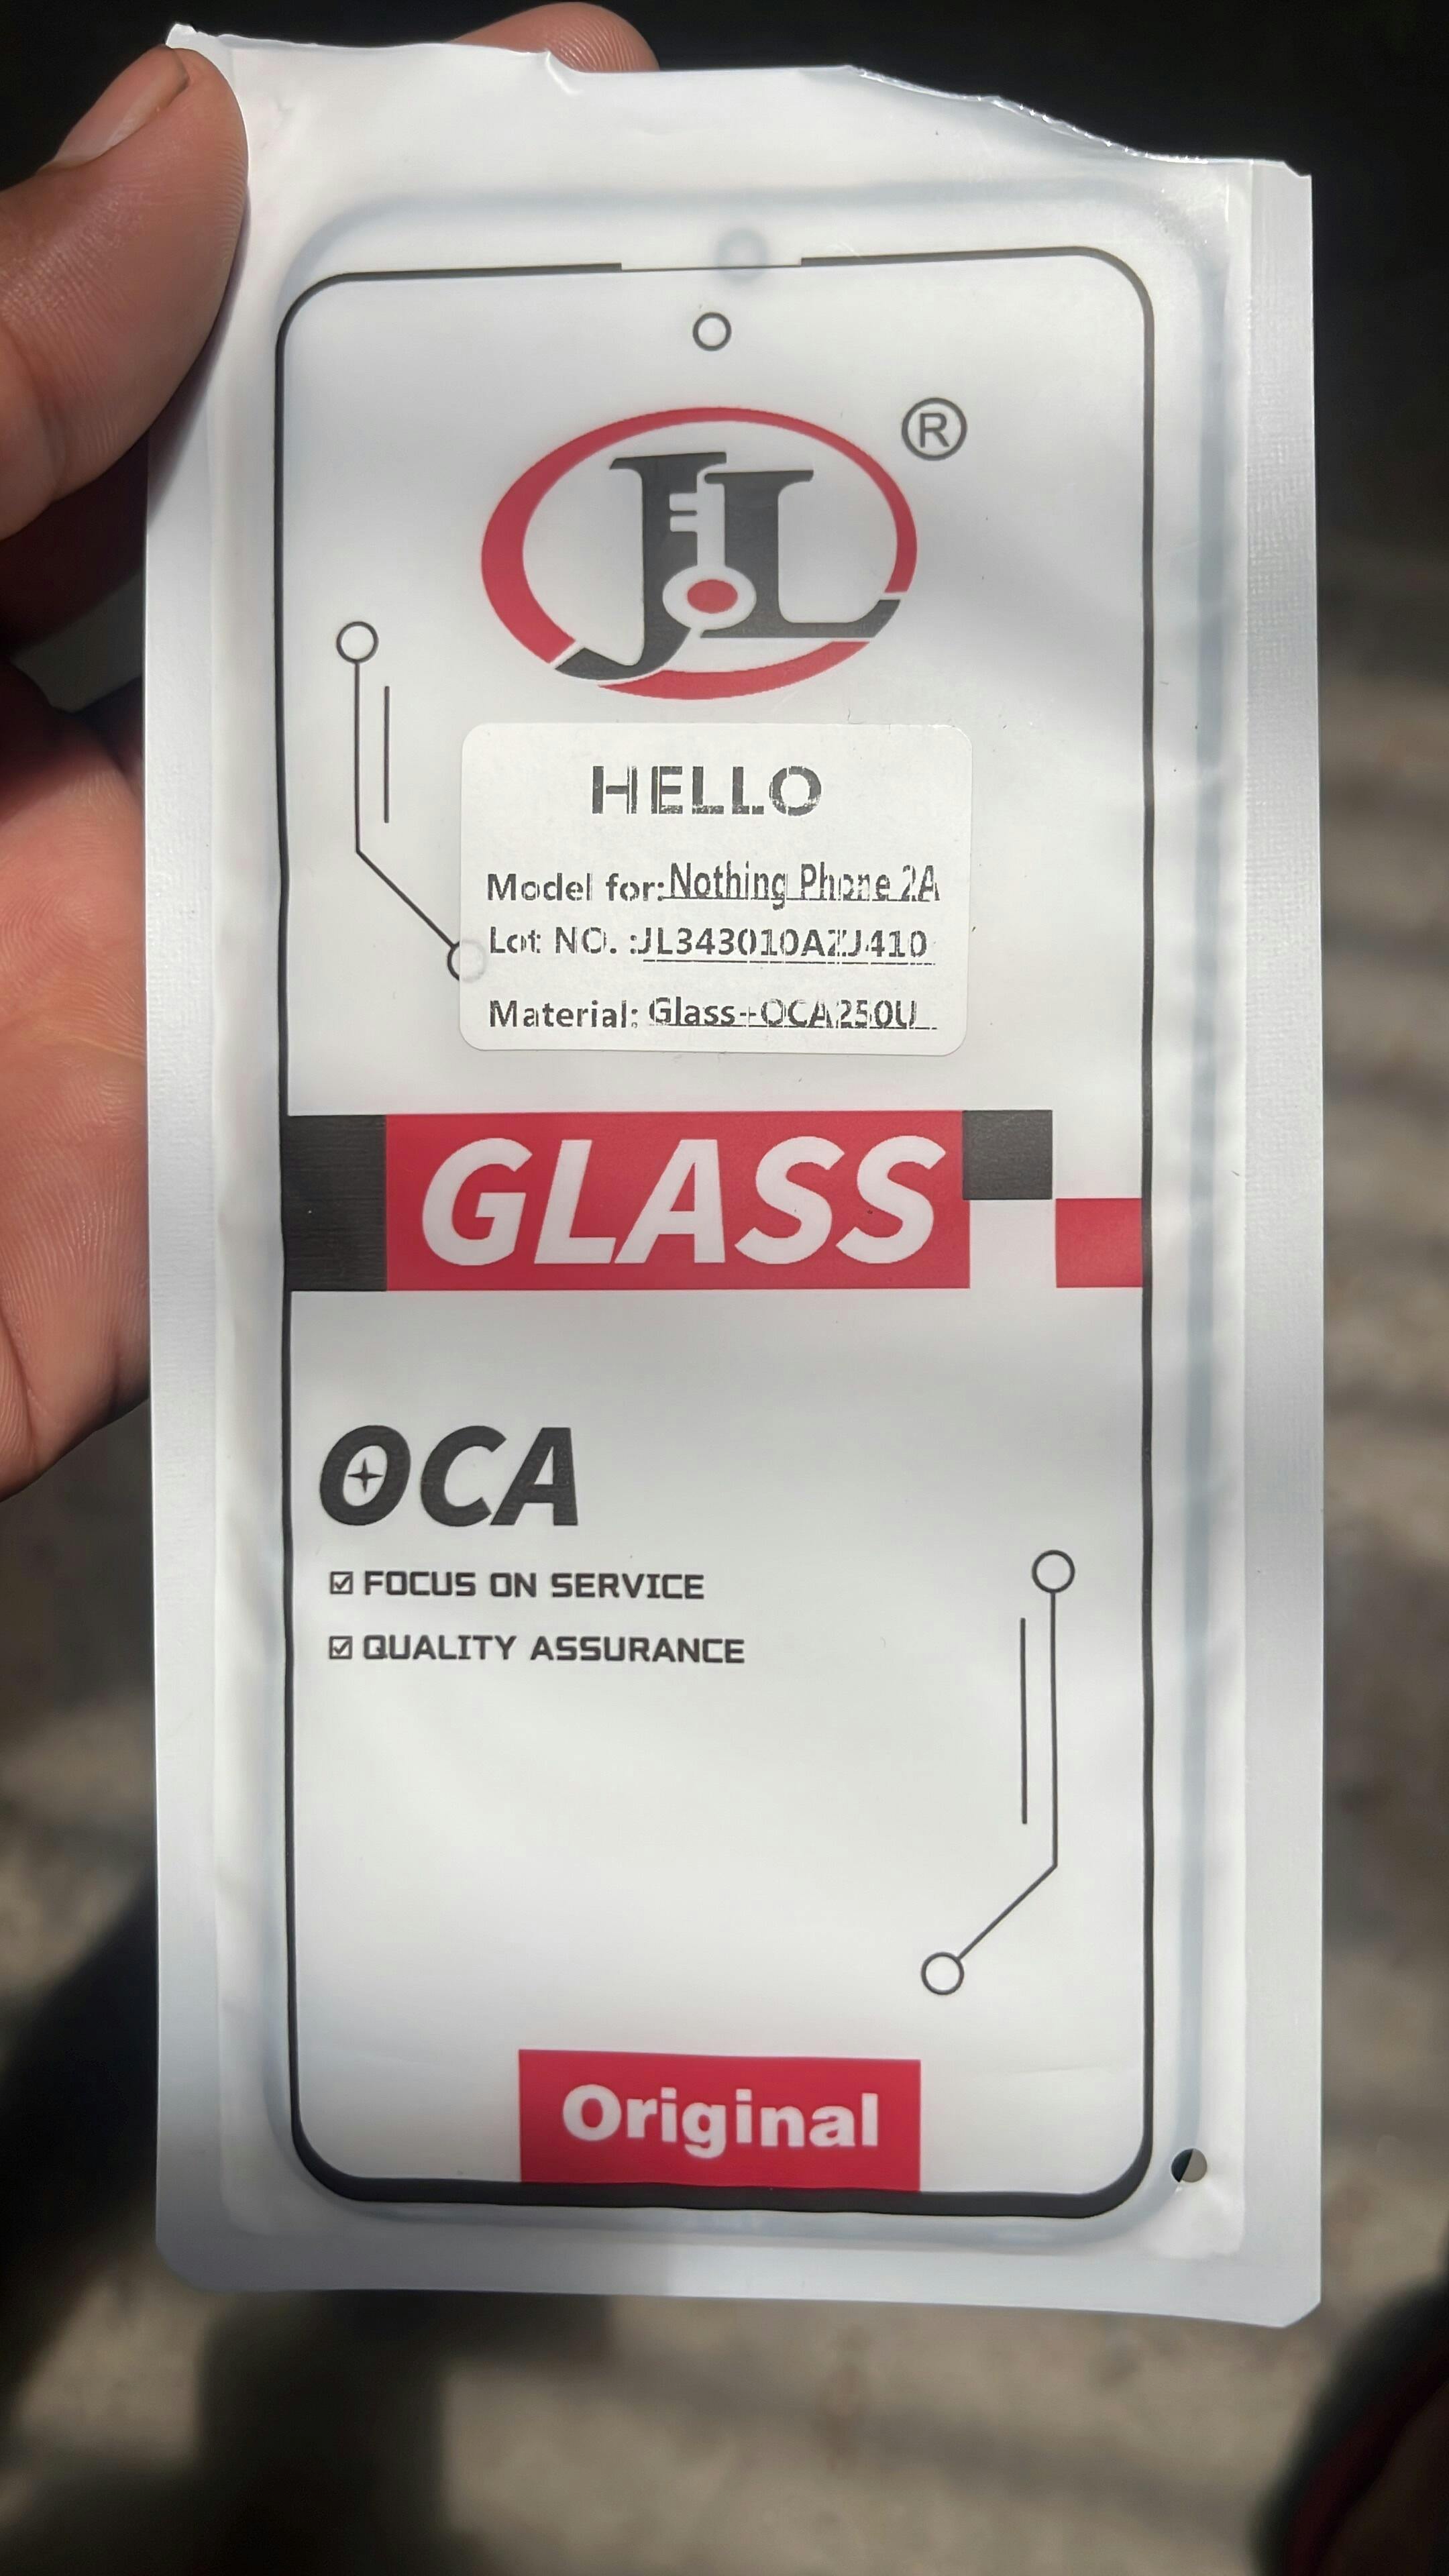 JL
®
HELLO
Model for: Nothing Phone 2A
Lot NO. :JL343010AZJ410
Material: Glass+OCA250U
GLASS
OCA
☑ FOCUS ON SERVICE
☑ QUALITY ASSURANCE
Original